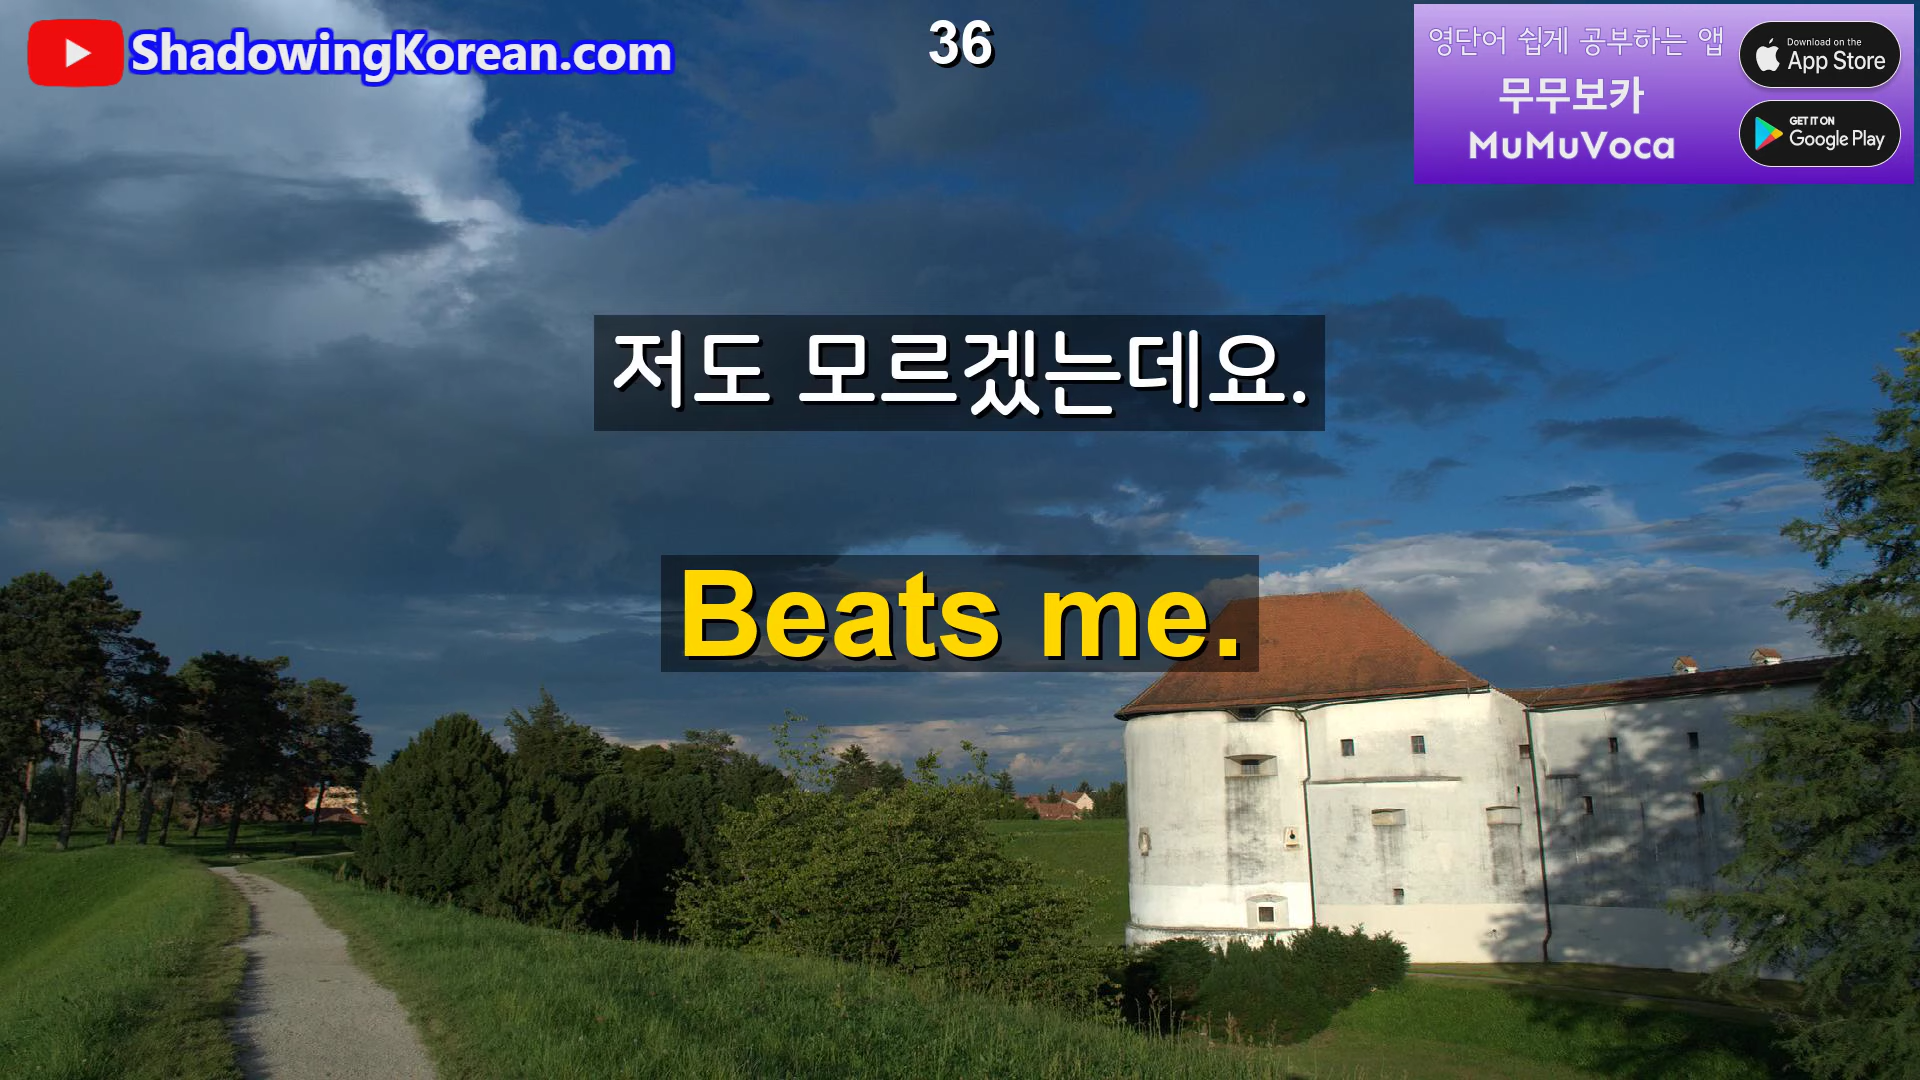 ShadowingKorean.com
36
영단어 쉽게 공부하는 앱
무무보카
MuMuVoca
Download on the
App Store
GET IT ON
Google Play
저도 모르겠는데요.
Beats me.